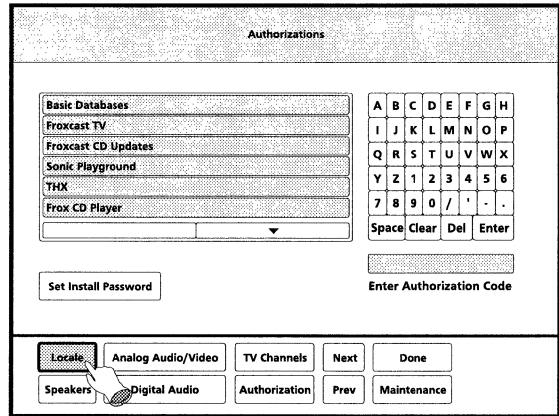 Authorizations
Basic Databases
Froxcast TV
Froxcast CD Updates
Sonic Playground
THX
Frox CD Player
A B C D E F G H
I J K L M N O P
Q R S T U V W X
Y Z 1 2 3 4 5 6
7 8 9 0 / ' - .
Space Clear Del Enter
Set Install Password
Enter Authorization Code
Locale Analog Audio/Video TV Channels Next Done
Speakers Digital Audio Authorization Prev Maintenance